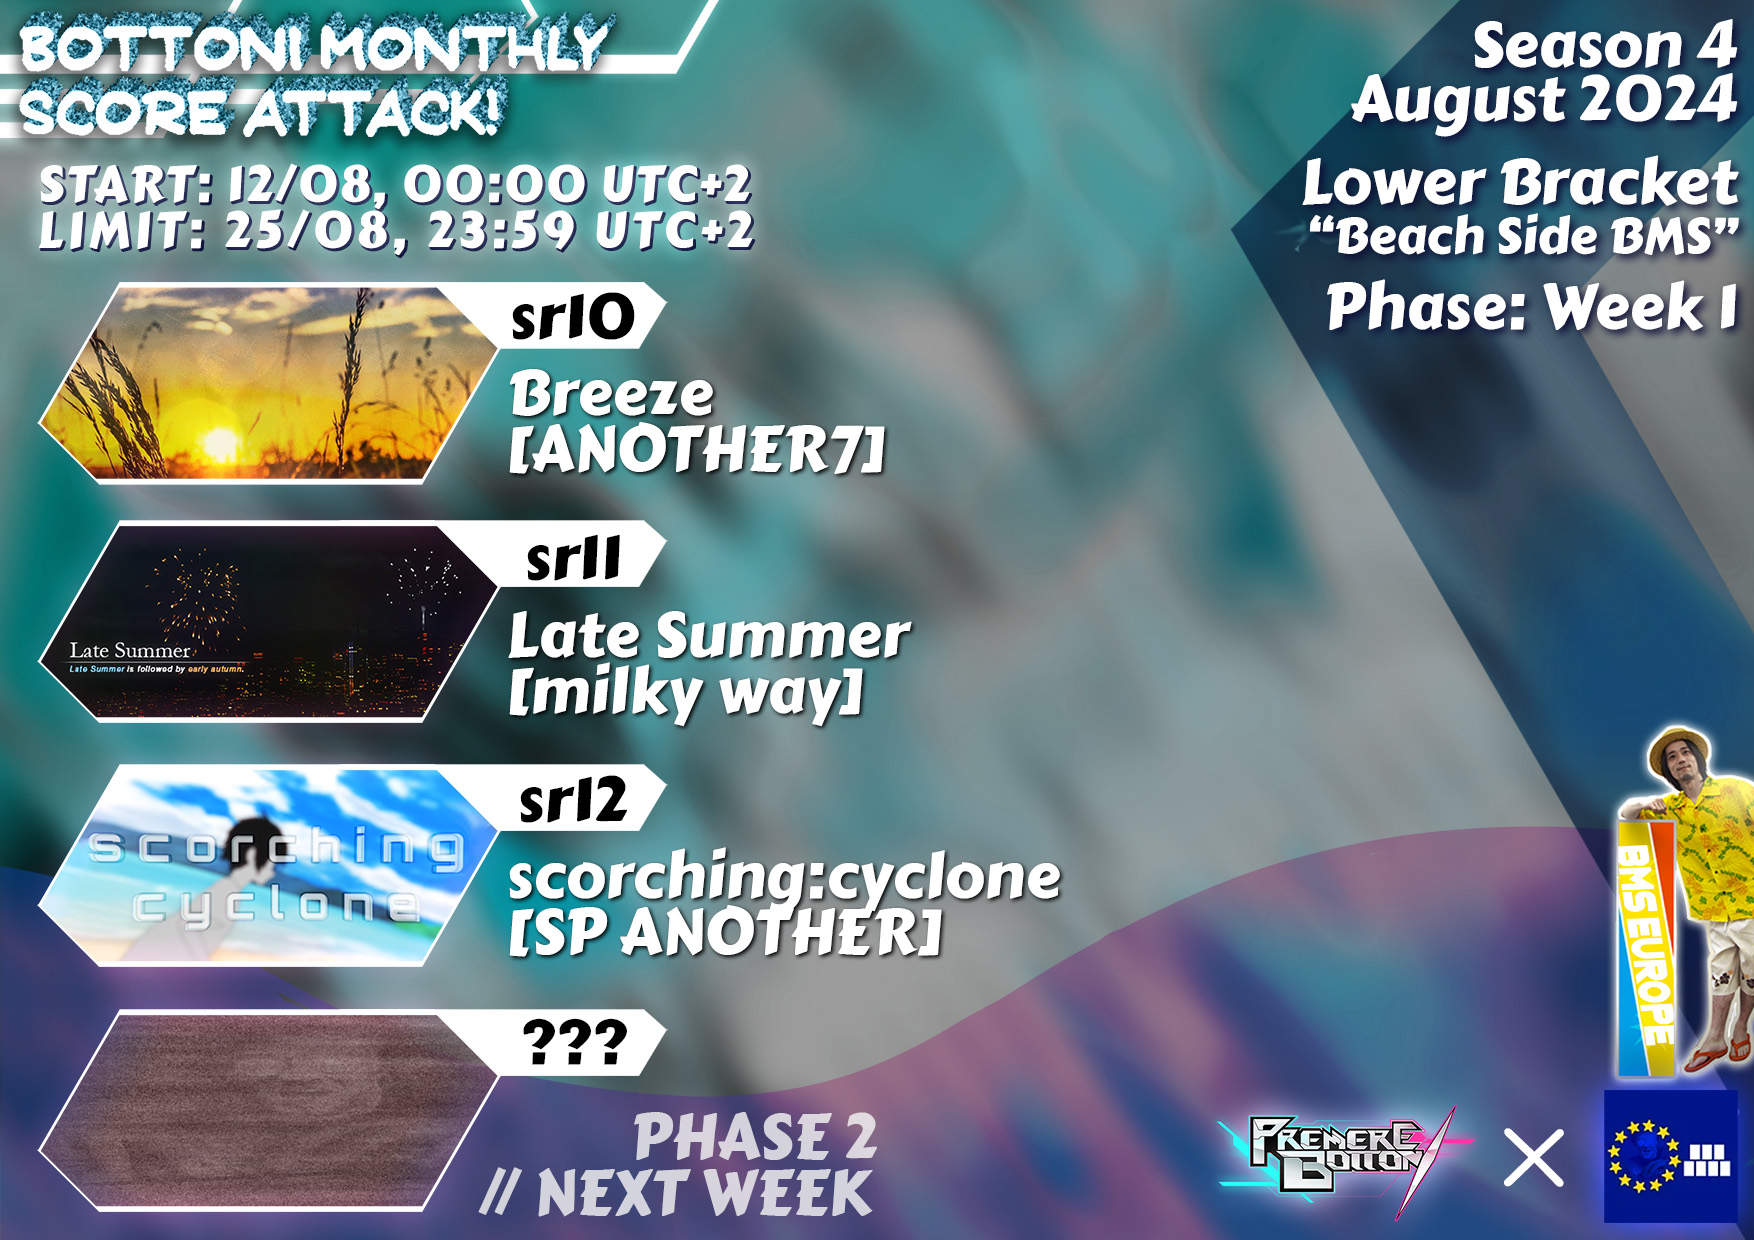 BOTTONI MONTHLY
SCORE ATTACK!
START: 12/08, 00:00 UTC+2
LIMIT: 25/08, 23:59 UTC+2
Season 4
August 2024
Lower Bracket
“Beach Side BMS”
Phase: Week 1
sr10
Breeze
[ANOTHER7]
sr11
Late Summer
[milky way]
Late Summer
Late Summer is followed by early autumn.
sr12
scorching:cyclone
[SP ANOTHER]
scorching
cyclone
???
PHASE 2
// NEXT WEEK
BMS EUROPE
PREMIERE
BOTTONI
X